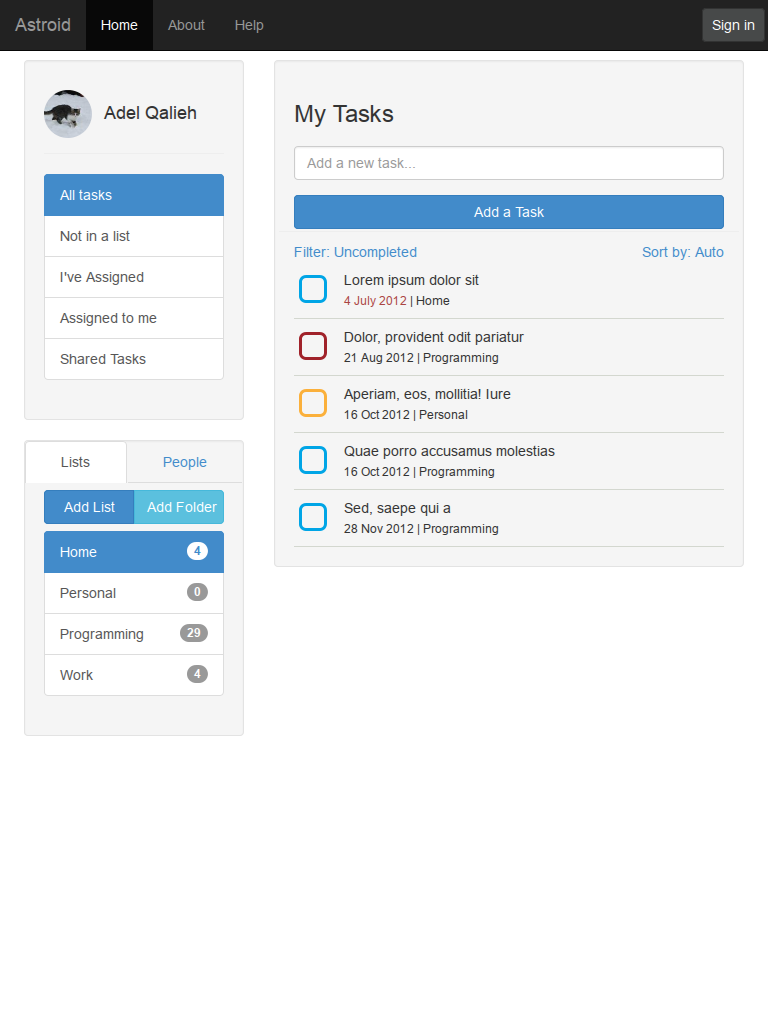 Astroid Home About Help Sign in
Adel Qalieh
All tasks
Not in a list
I've Assigned
Assigned to me
Shared Tasks
Lists People
Add List Add Folder
Home 4
Personal 0
Programming 29
Work 4
My Tasks
Add a new task...
Add a Task
Filter: Uncompleted Sort by: Auto
Lorem ipsum dolor sit
4 July 2012 | Home
Dolor, provident odit pariatur
21 Aug 2012 | Programming
Aperiam, eos, mollitia! Iure
16 Oct 2012 | Personal
Quae porro accusamus molestias
16 Oct 2012 | Programming
Sed, saepe qui a
28 Nov 2012 | Programming